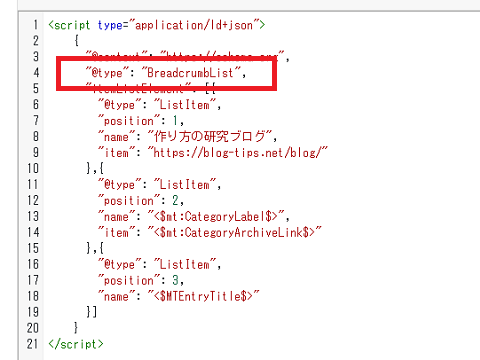 1 <script type="application/ld+json">
2 {
3 "@context": "https://schema.org",
4 "@type": "BreadcrumbList",
5 "itemListElement": [{
6 "@type": "ListItem",
7 "position": 1,
8 "name": "作り方の研究ブログ",
9 "item": "https://blog-tips.net/blog/"
10 },{
11 "@type": "ListItem",
12 "position": 2,
13 "name": "<$mt:CategoryLabel$>",
14 "item": "<$mt:CategoryArchiveLink$>"
15 },{
16 "@type": "ListItem",
17 "position": 3,
18 "name": "<$MTEntryTitle$>"
19 }]
20 }
21 </script>